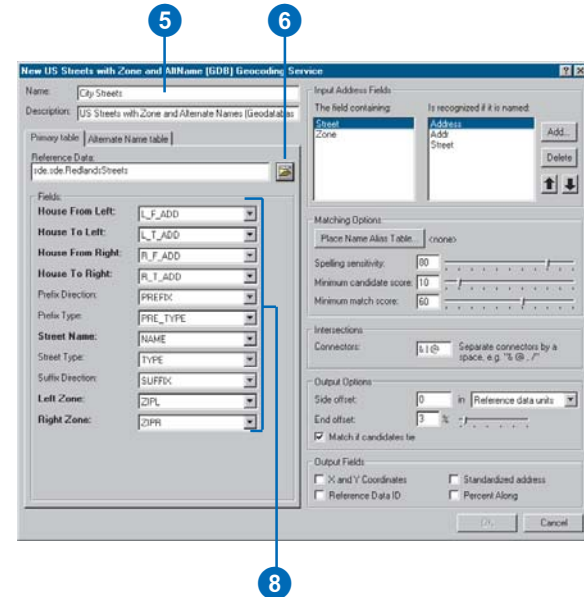 5
6
New US Streets with Zone and AltName (GDB) Geocoding Service
Name:
City Streets
Description:
US Streets with Zone and Alternate Names (Geodatabas
Primary table
Alternate Name table
Reference Data:
sde.sde.RedlandsStreets
Fields
House From Left:
L_F_ADD
House To Left:
L_T_ADD
House From Right:
R_F_ADD
House To Right:
R_T_ADD
Prefix Direction:
PREFIX
Prefix Type:
PRE_TYPE
Street Name:
NAME
Street Type:
TYPE
Suffix Direction:
SUFFIX
Left Zone:
ZIPL
Right Zone:
ZIPR
Input Address Fields
The field containing:
Is recognized if it is named:
Street
Zone
Address
Addr
Street
Add...
Delete
Matching Options
Place Name Alias Table...
<none>
Spelling sensitivity:
80
Minimum candidate score:
10
Minimum match score:
60
Intersections
Connectors:
& | @
Separate connectors by a
space, e.g. "& @ , /"
Output Options
Side offset:
0
in
Reference data units
End offset:
3
%
Match if candidates tie
Output Fields
X and Y Coordinates
Standardized address
Reference Data ID
Percent Along
OK
Cancel
8